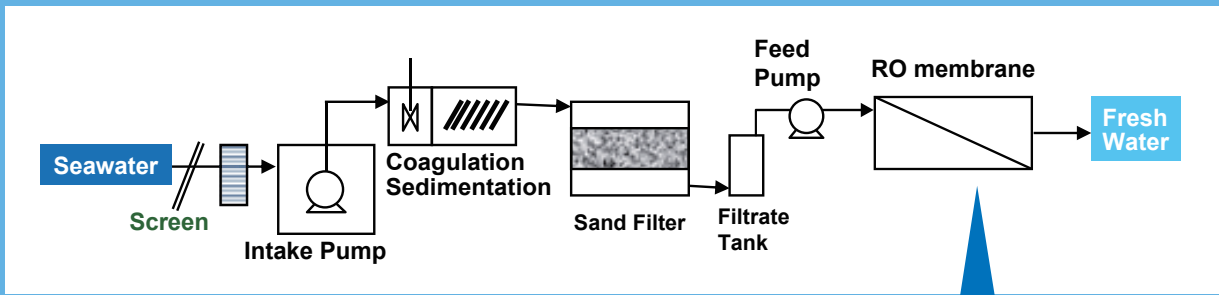 Seawater
Screen
Intake Pump
Coagulation
Sedimentation
Sand Filter
Filtrate
Tank
Feed
Pump
RO membrane
Fresh
Water